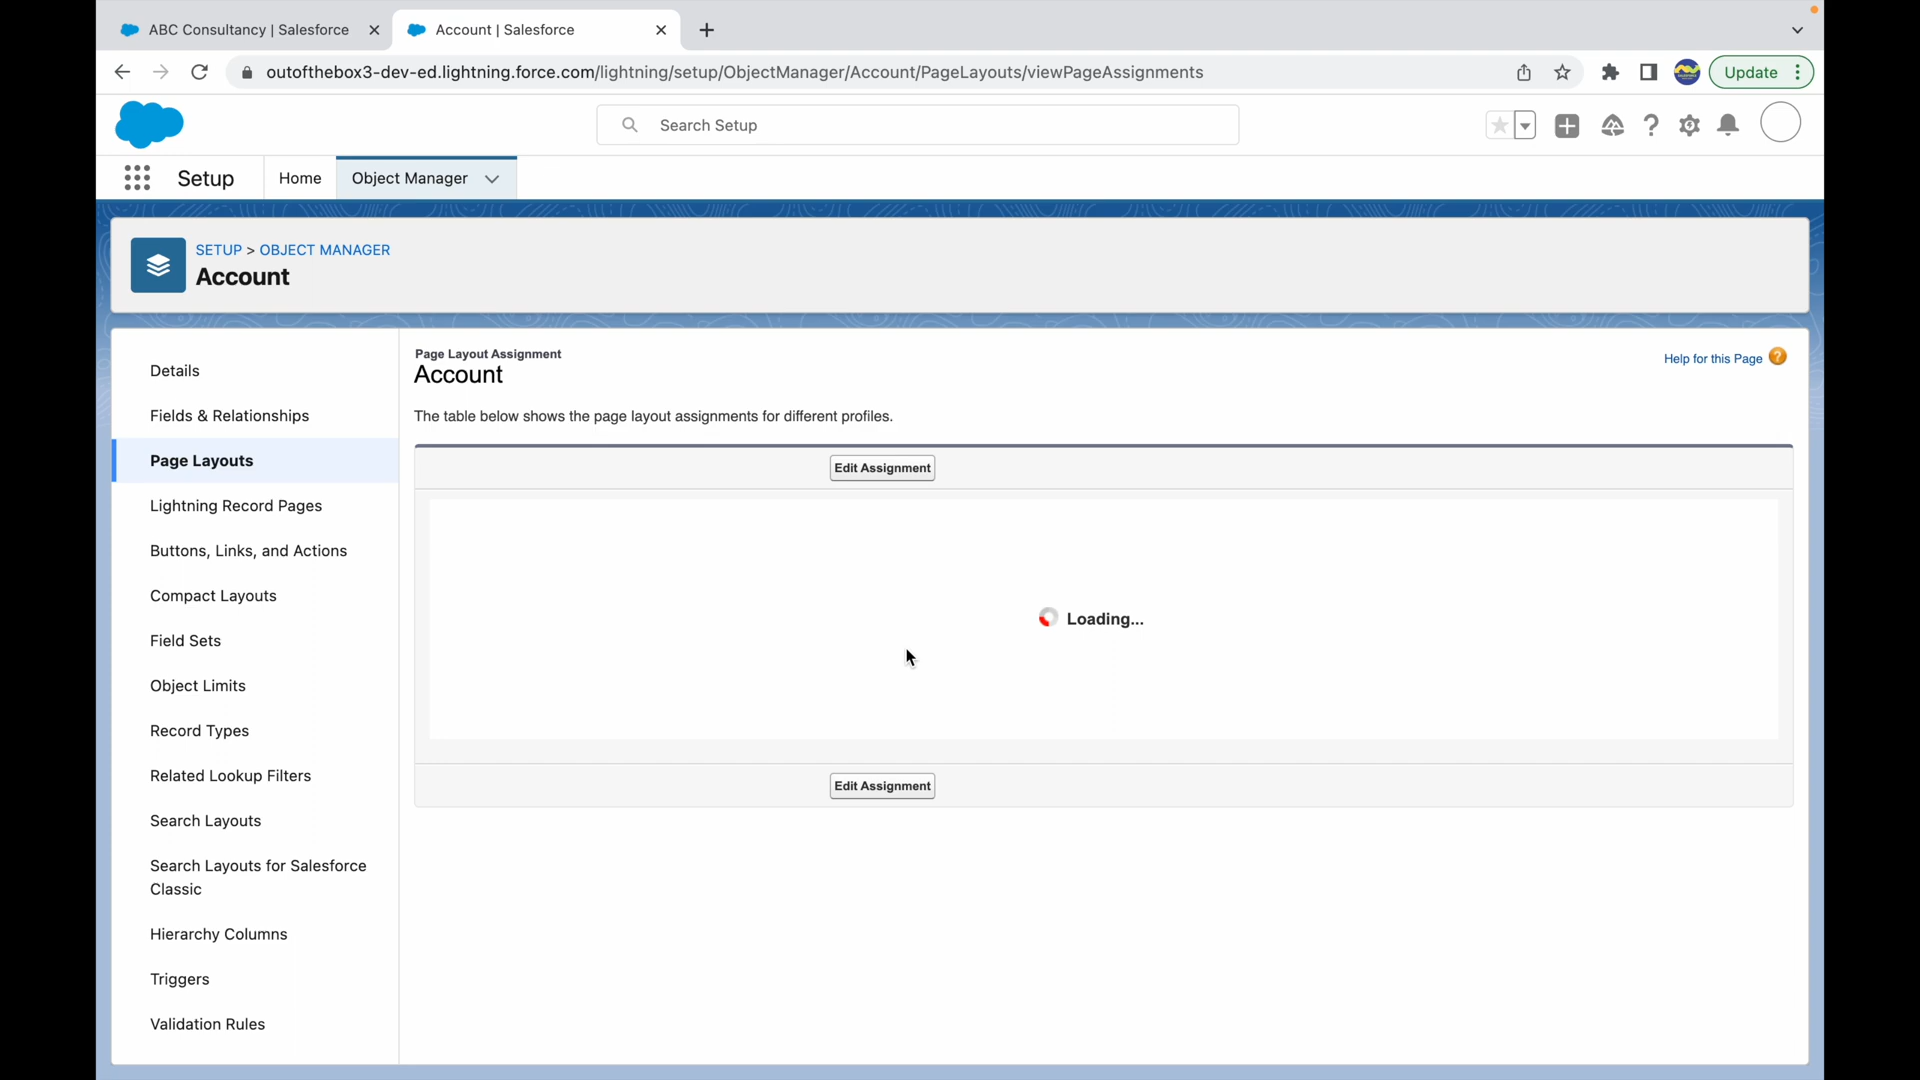 ABC Consultancy | Salesforce
Account | Salesforce
outofthebox3-dev-ed.lightning.force.com/lightning/setup/ObjectManager/Account/PageLayouts/viewPageAssignments
Update
Search Setup
Setup
Home
Object Manager
SETUP > OBJECT MANAGER
Account
Details
Fields & Relationships
Page Layouts
Lightning Record Pages
Buttons, Links, and Actions
Compact Layouts
Field Sets
Object Limits
Record Types
Related Lookup Filters
Search Layouts
Search Layouts for Salesforce
Classic
Hierarchy Columns
Triggers
Validation Rules
Page Layout Assignment
Account
Help for this Page
The table below shows the page layout assignments for different profiles.
Edit Assignment
Loading...
Edit Assignment